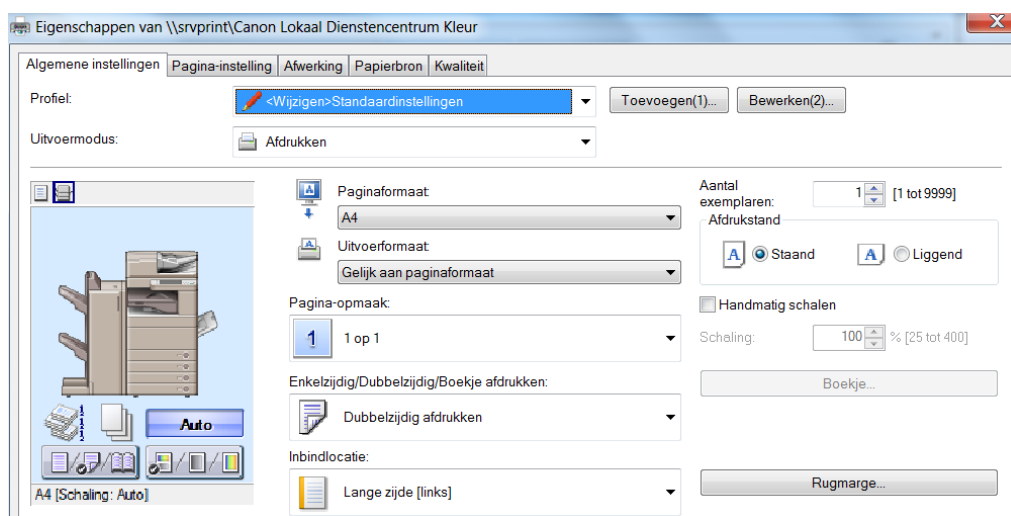 Eigenschappen van \\srvprint\Canon Lokaal Dienstencentrum Kleur
X
Algemene instellingen Pagina-instelling Afwerking Papierbron Kwaliteit
Profiel: <Wijzigen>Standaardinstellingen Toevoegen(1)... Bewerken(2)...
Uitvoermodus: Afdrukken
Paginaformaat:
A4
Uitvoerformaat:
Gelijk aan paginaformaat
Pagina-opmaak:
1 1 op 1
Enkelzijdig/Dubbelzijdig/Boekje afdrukken:
Dubbelzijdig afdrukken
Inbindlocatie:
Lange zijde [links]
Aantal
exemplaren: 1 [1 tot 9999]
Afdrukstand
A Staand A Liggend
Handmatig schalen
Schaling: 100 % [25 tot 400]
Boekje...
Rugmarge...
Auto
A4 [Schaling: Auto]